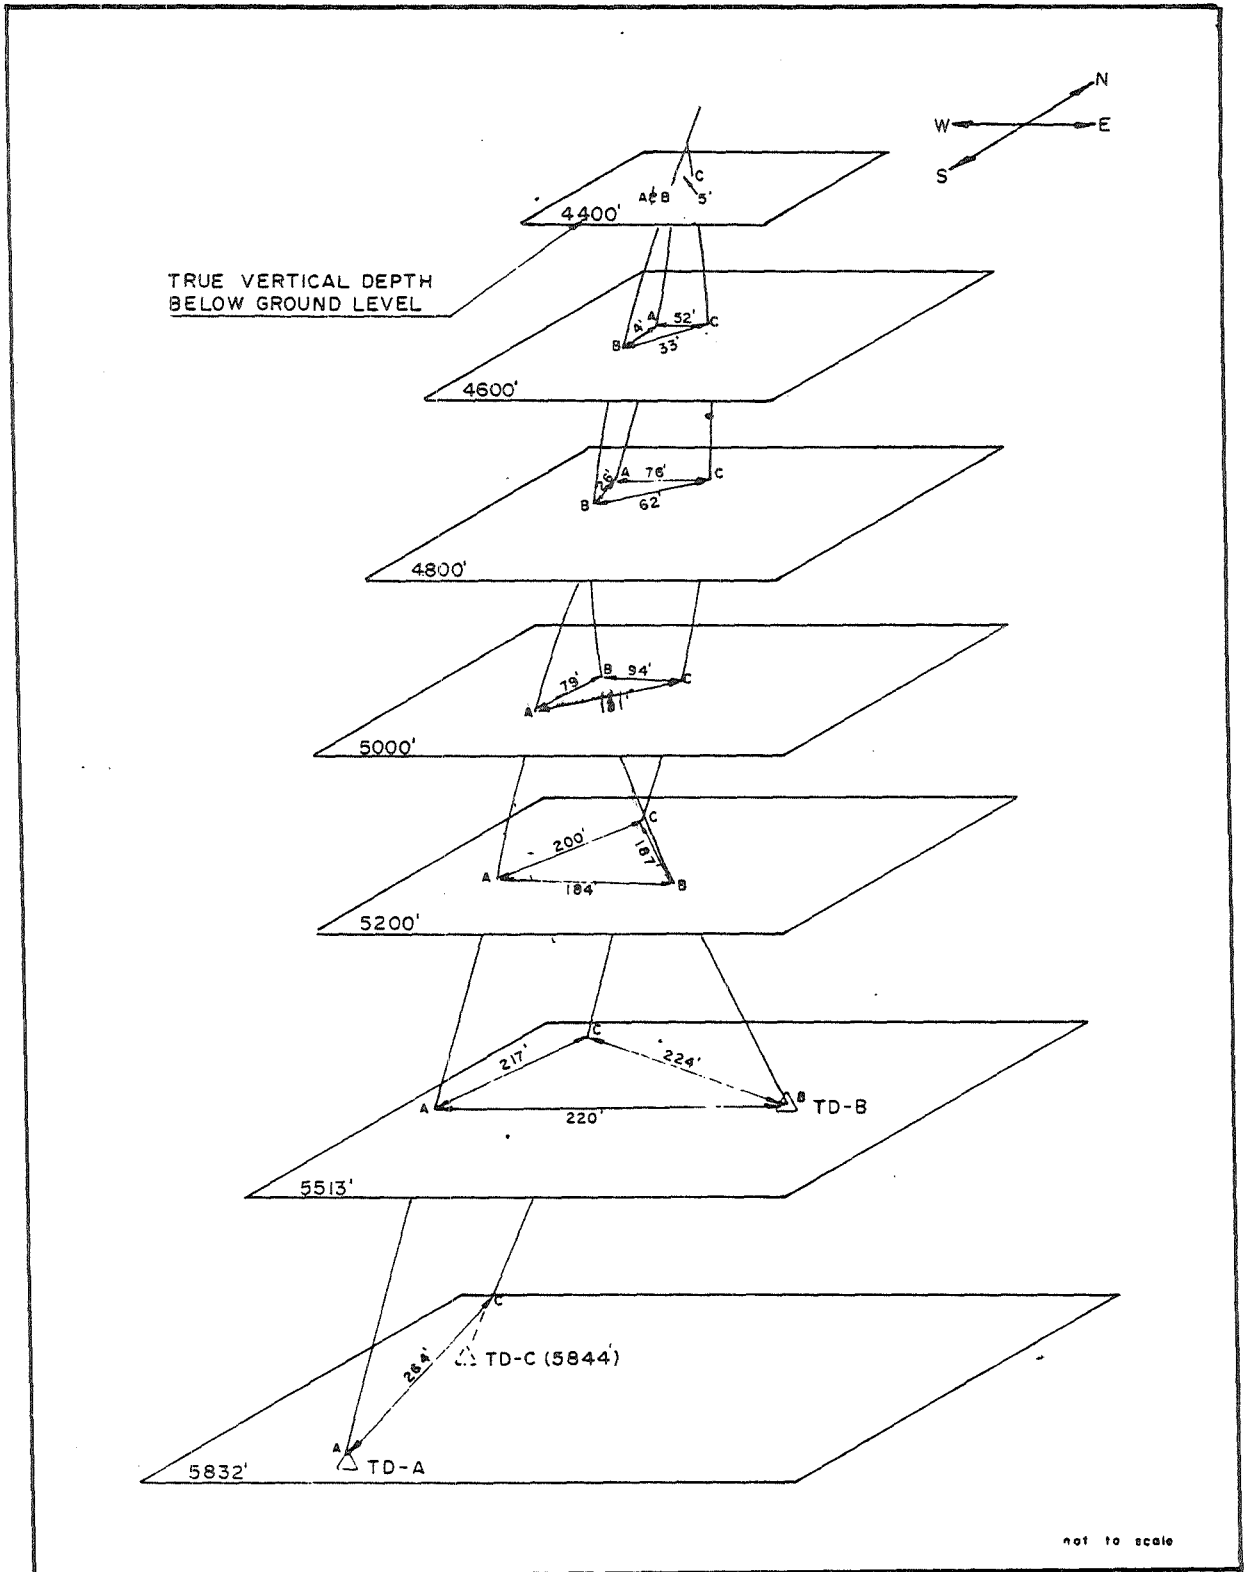 N
W E
S
C
A & B 5'
4400'
TRUE VERTICAL DEPTH
BELOW GROUND LEVEL
A 52' C
4'
B 33'
4600'
A 76' C
26'
B 62'
4800'
B 94' C
79'
A 181'
5000'
C
200' 187'
A 184' B
5200'
C
217' 224'
A 220' B TD-B
5513'
C
264' TD-C (5844')
A
5832' TD-A
not to scale